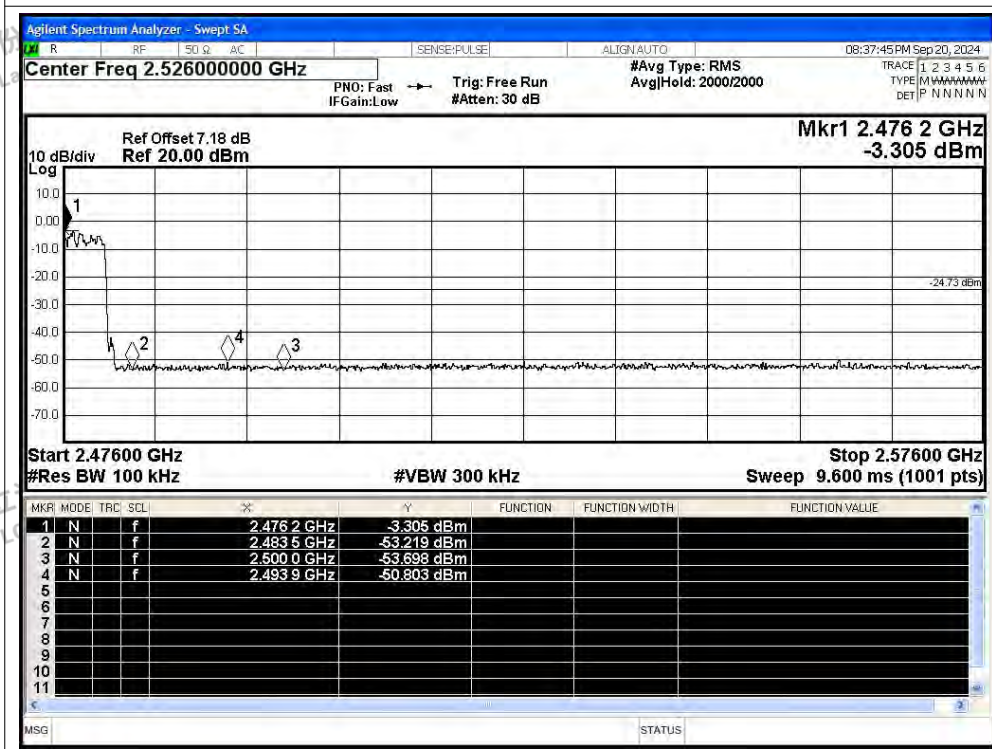 Agilent Spectrum Analyzer - Swept SA
R RF 50 Ω AC SENSE:PULSE ALIGN AUTO 08:37:45 PM Sep 20, 2024
Center Freq 2.526000000 GHz
PNO: Fast Trig: Free Run #Avg Type: RMS TRACE 1 2 3 4 5 6
IFGain:Low #Atten: 30 dB Avg|Hold: 2000/2000 TYPE M
DET P N N N N N
Ref Offset 7.18 dB Mkr1 2.476 2 GHz
10 dB/div Ref 20.00 dBm -3.305 dBm
Log
10.0
1
0.00
-10.0
-20.0
-24.73 dBm
-30.0
-40.0
2 4 3
-50.0
-60.0
-70.0
Start 2.47600 GHz Stop 2.57600 GHz
#Res BW 100 kHz #VBW 300 kHz Sweep 9.600 ms (1001 pts)
MKR MODE TRC SCL X Y FUNCTION FUNCTION WIDTH FUNCTION VALUE
1 N f 2.476 2 GHz -3.305 dBm
2 N f 2.483 5 GHz -53.219 dBm
3 N f 2.500 0 GHz -53.698 dBm
4 N f 2.493 9 GHz -50.803 dBm
5
6
7
8
9
10
11
MSG STATUS